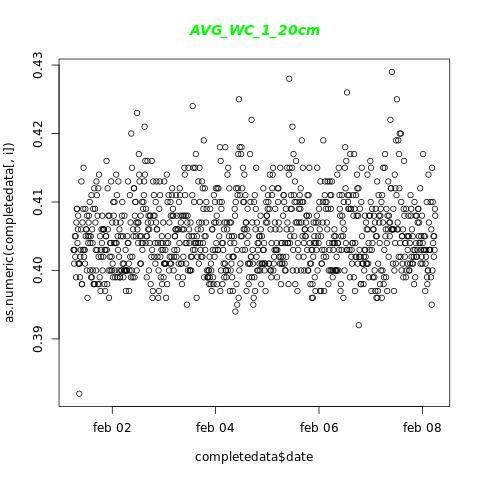 AVG_WC_1_20cm
0.43
0.42
0.41
0.40
0.39
as.numeric(completedata[, i])
feb 02 feb 04 feb 06 feb 08
completedata$date